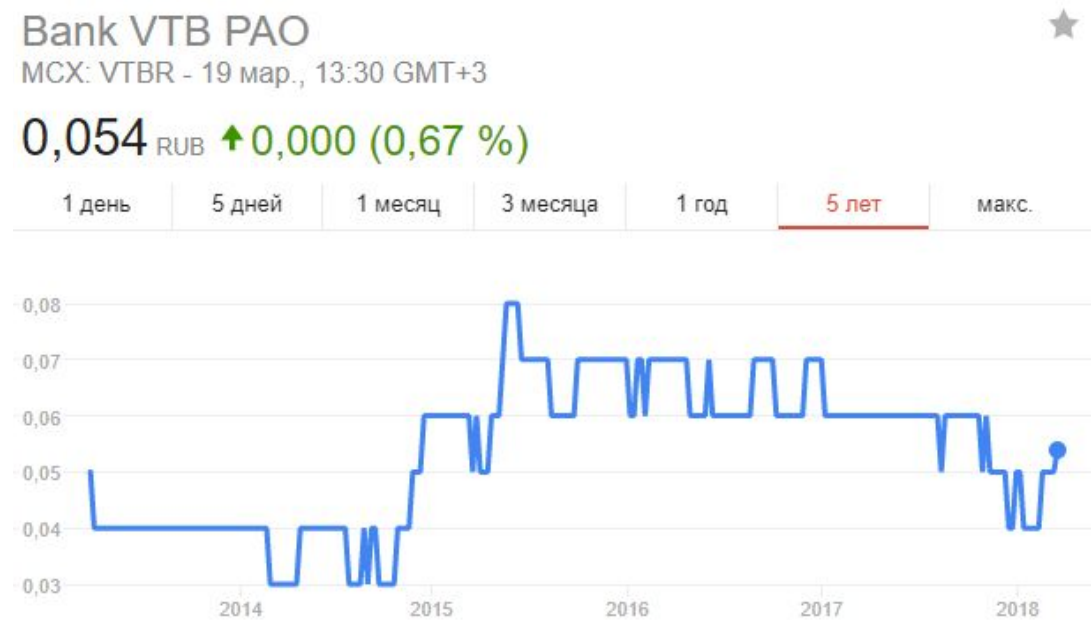 Bank VTB PAO
MCX: VTBR - 19 мар., 13:30 GMT+3
0,054 RUB 0,000 (0,67 %)
1 день 5 дней 1 месяц 3 месяца 1 год 5 лет макс.
0,08
0,07
0,06
0,05
0,04
0,03
2014 2015 2016 2017 2018